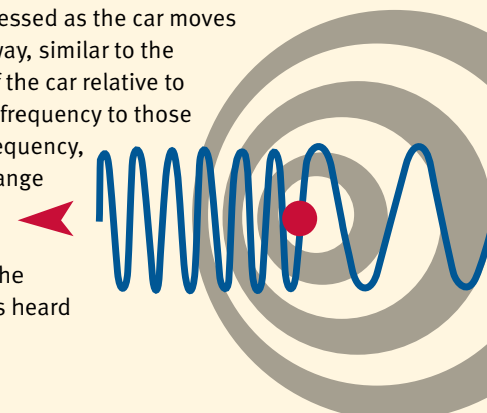 essed as the car moves
way, similar to the
f the car relative to
frequency to those
equency,
ange
he
s heard